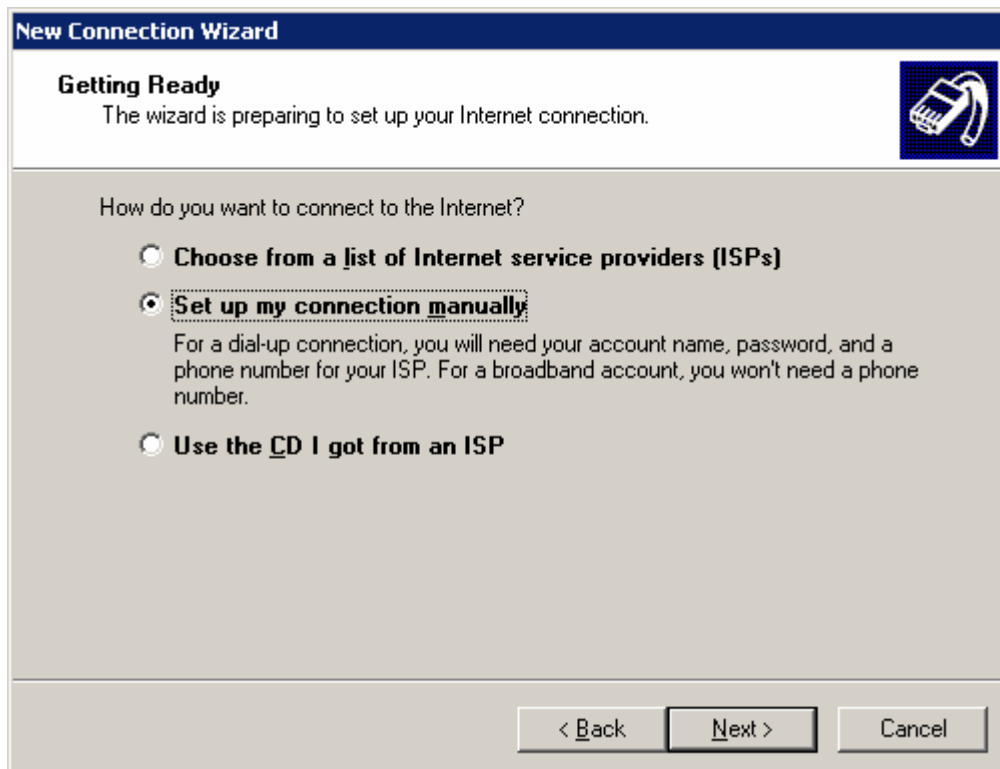 New Connection Wizard
Getting Ready
The wizard is preparing to set up your Internet connection.
How do you want to connect to the Internet?
Choose from a list of Internet service providers (ISPs)
Set up my connection manually
For a dial-up connection, you will need your account name, password, and a
phone number for your ISP. For a broadband account, you won't need a phone
number.
Use the CD I got from an ISP
< Back
Next >
Cancel